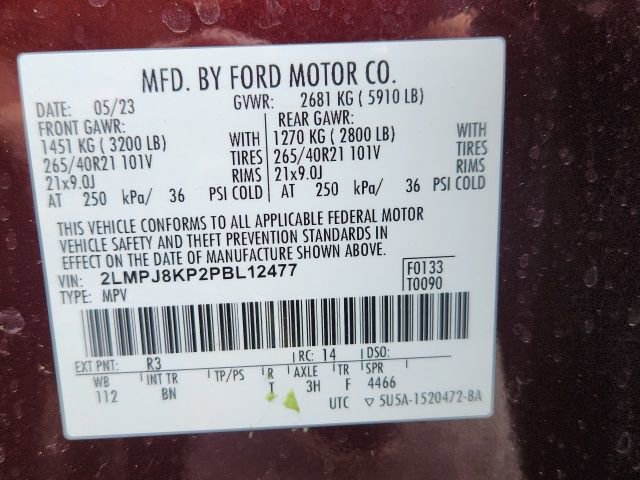 MFD. BY FORD MOTOR CO.
DATE: 05/23 GVWR: 2681 KG ( 5910 LB)
FRONT GAWR: REAR GAWR:
1451 KG ( 3200 LB) WITH 1270 KG ( 2800 LB) WITH
265/40R21 101V TIRES 265/40R21 101V TIRES
21x9.0J RIMS 21x9.0J RIMS
AT 250 kPa/ 36 PSI COLD AT 250 kPa/ 36 PSI COLD
THIS VEHICLE CONFORMS TO ALL APPLICABLE FEDERAL MOTOR
VEHICLE SAFETY AND THEFT PREVENTION STANDARDS IN
EFFECT ON THE DATE OF MANUFACTURE SHOWN ABOVE.
VIN: 2LMPJ8KP2PBL12477 F0133
TYPE: MPV T0090
EXT PNT: R3 RC: 14 DSO:
WB INT TR TP/PS R AXLE TR SPR
112 BN T 3H F 4466
UTC ▽ 5U5A-1520472-BA